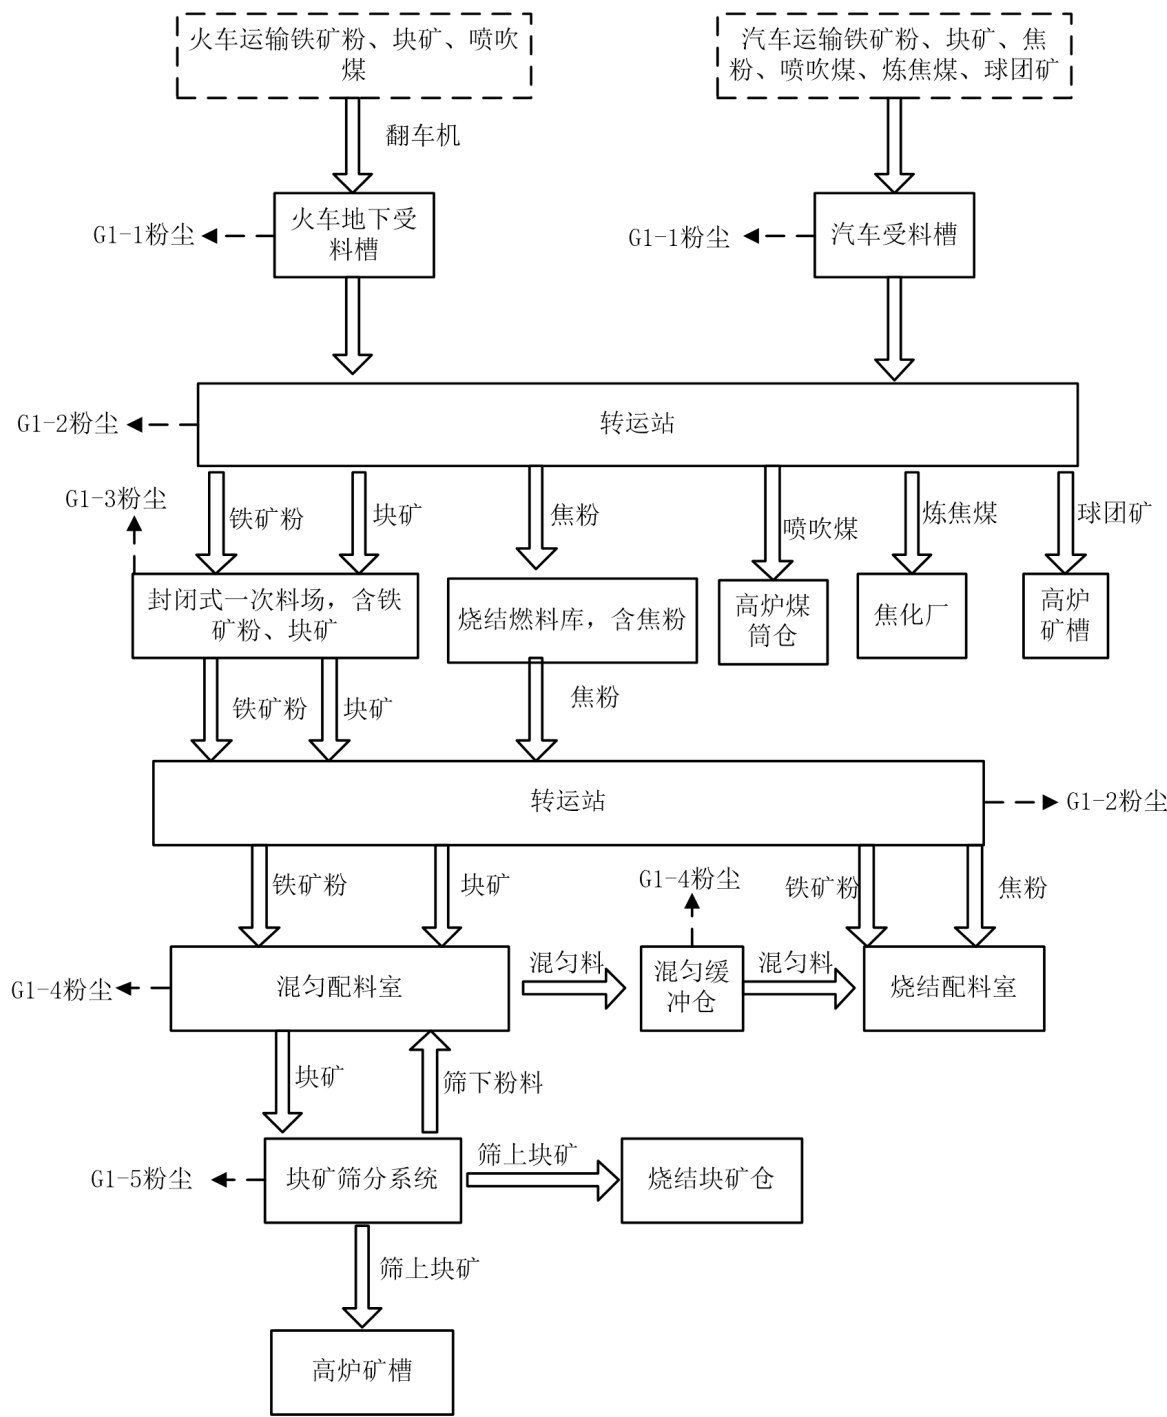 火车运输铁矿粉、块矿、喷吹
煤
汽车运输铁矿粉、块矿、焦
粉、喷吹煤、炼焦煤、球团矿
翻车机
G1-1粉尘
火车地下受
料槽
G1-1粉尘
汽车受料槽
G1-2粉尘
转运站
G1-3粉尘
铁矿粉
块矿
焦粉
喷吹煤
炼焦煤
球团矿
封闭式一次料场，含铁
矿粉、块矿
烧结燃料库，含焦粉
高炉煤
筒仓
焦化厂
高炉
矿槽
铁矿粉
块矿
焦粉
转运站
G1-2粉尘
铁矿粉
块矿
G1-4粉尘
铁矿粉
焦粉
G1-4粉尘
混匀配料室
混匀料
混匀缓
冲仓
混匀料
烧结配料室
块矿
筛下粉料
G1-5粉尘
块矿筛分系统
筛上块矿
烧结块矿仓
筛上块矿
高炉矿槽